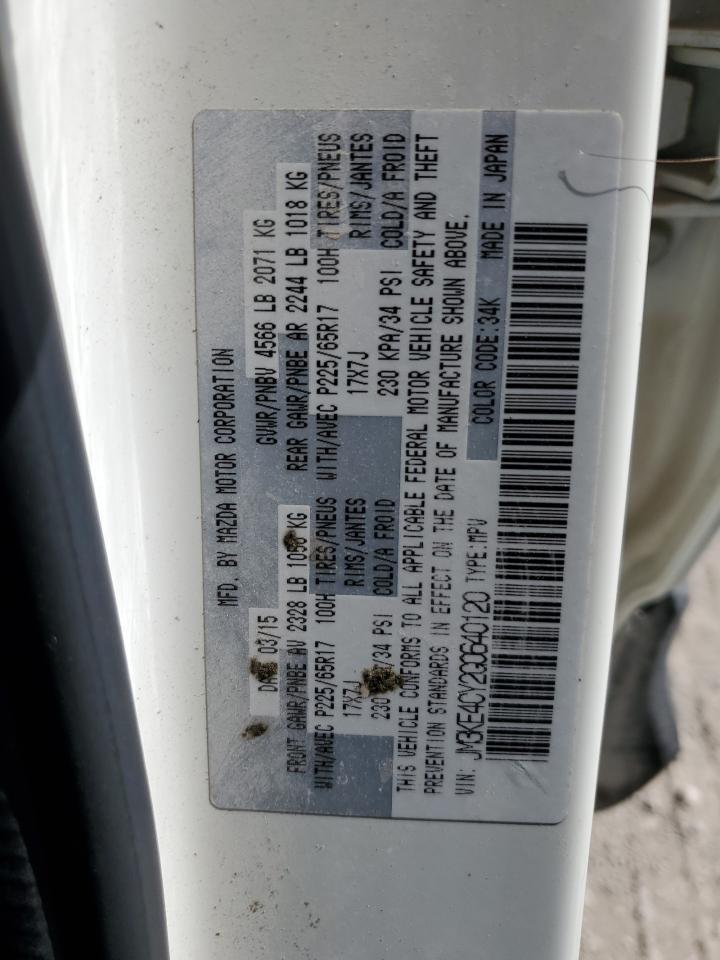 MFD. BY MAZDA MOTOR CORPORATION
DATE 03/15 GVWR/PNBV 4566 LB 2071 KG
FRONT GAWR/PNBE AV 2328 LB 1056 KG REAR GAWR/PNBE AR 2244 LB 1018 KG
WITH/AVEC P225/65R17 100H TIRES/PNEUS WITH/AVEC P225/65R17 100H TIRES/PNEUS
17X7J RIMS/JANTES 17X7J RIMS/JANTES
230 /34 PSI COLD/A FROID 230 KPA/34 PSI COLD/A FROID
THIS VEHICLE CONFORMS TO ALL APPLICABLE FEDERAL MOTOR VEHICLE SAFETY AND THEFT
PREVENTION STANDARDS IN EFFECT ON THE DATE OF MANUFACTURE SHOWN ABOVE.
VIN: JM3KE4CY2G0640120 TYPE:MPV COLOR CODE:34K MADE IN JAPAN